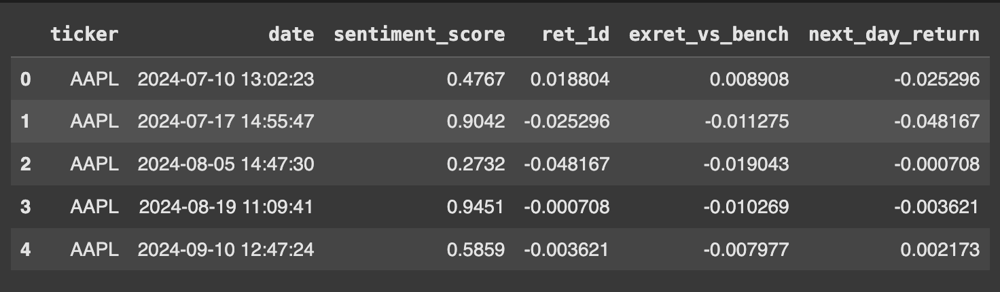 ticker date sentiment_score ret_1d exret_vs_bench next_day_return
0 AAPL 2024-07-10 13:02:23 0.4767 0.018804 0.008908 -0.025296
1 AAPL 2024-07-17 14:55:47 0.9042 -0.025296 -0.011275 -0.048167
2 AAPL 2024-08-05 14:47:30 0.2732 -0.048167 -0.019043 -0.000708
3 AAPL 2024-08-19 11:09:41 0.9451 -0.000708 -0.010269 -0.003621
4 AAPL 2024-09-10 12:47:24 0.5859 -0.003621 -0.007977 0.002173